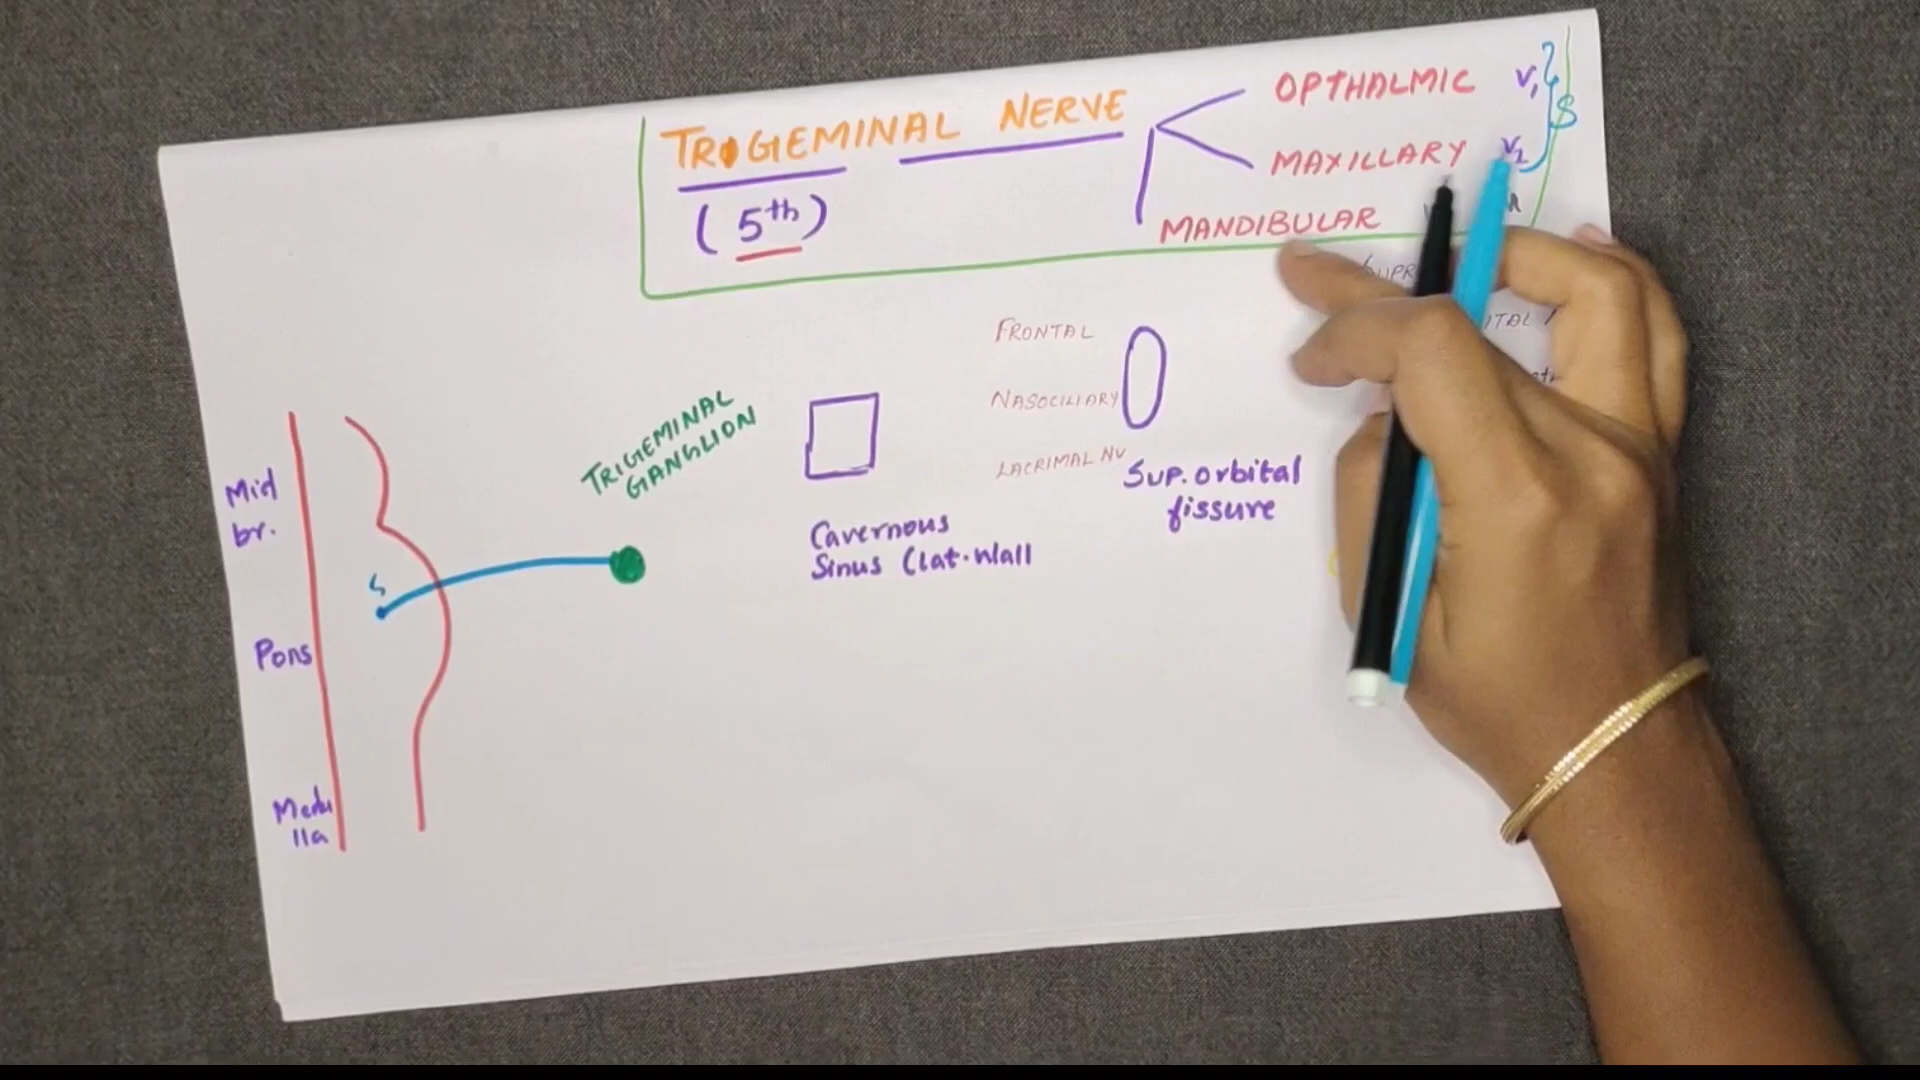 TRIGEMINAL NERVE
(5th)
OPTHALMIC V1
MAXILLARY V2
S
MANDIBULAR
FRONTAL
NASOCILIARY
LACRIMAL NV
Sup. orbital
fissure
TRIGEMINAL
GANGLION
Cavernous
Sinus (lat. wall
Mid
br.
S
Pons
Medu
lla